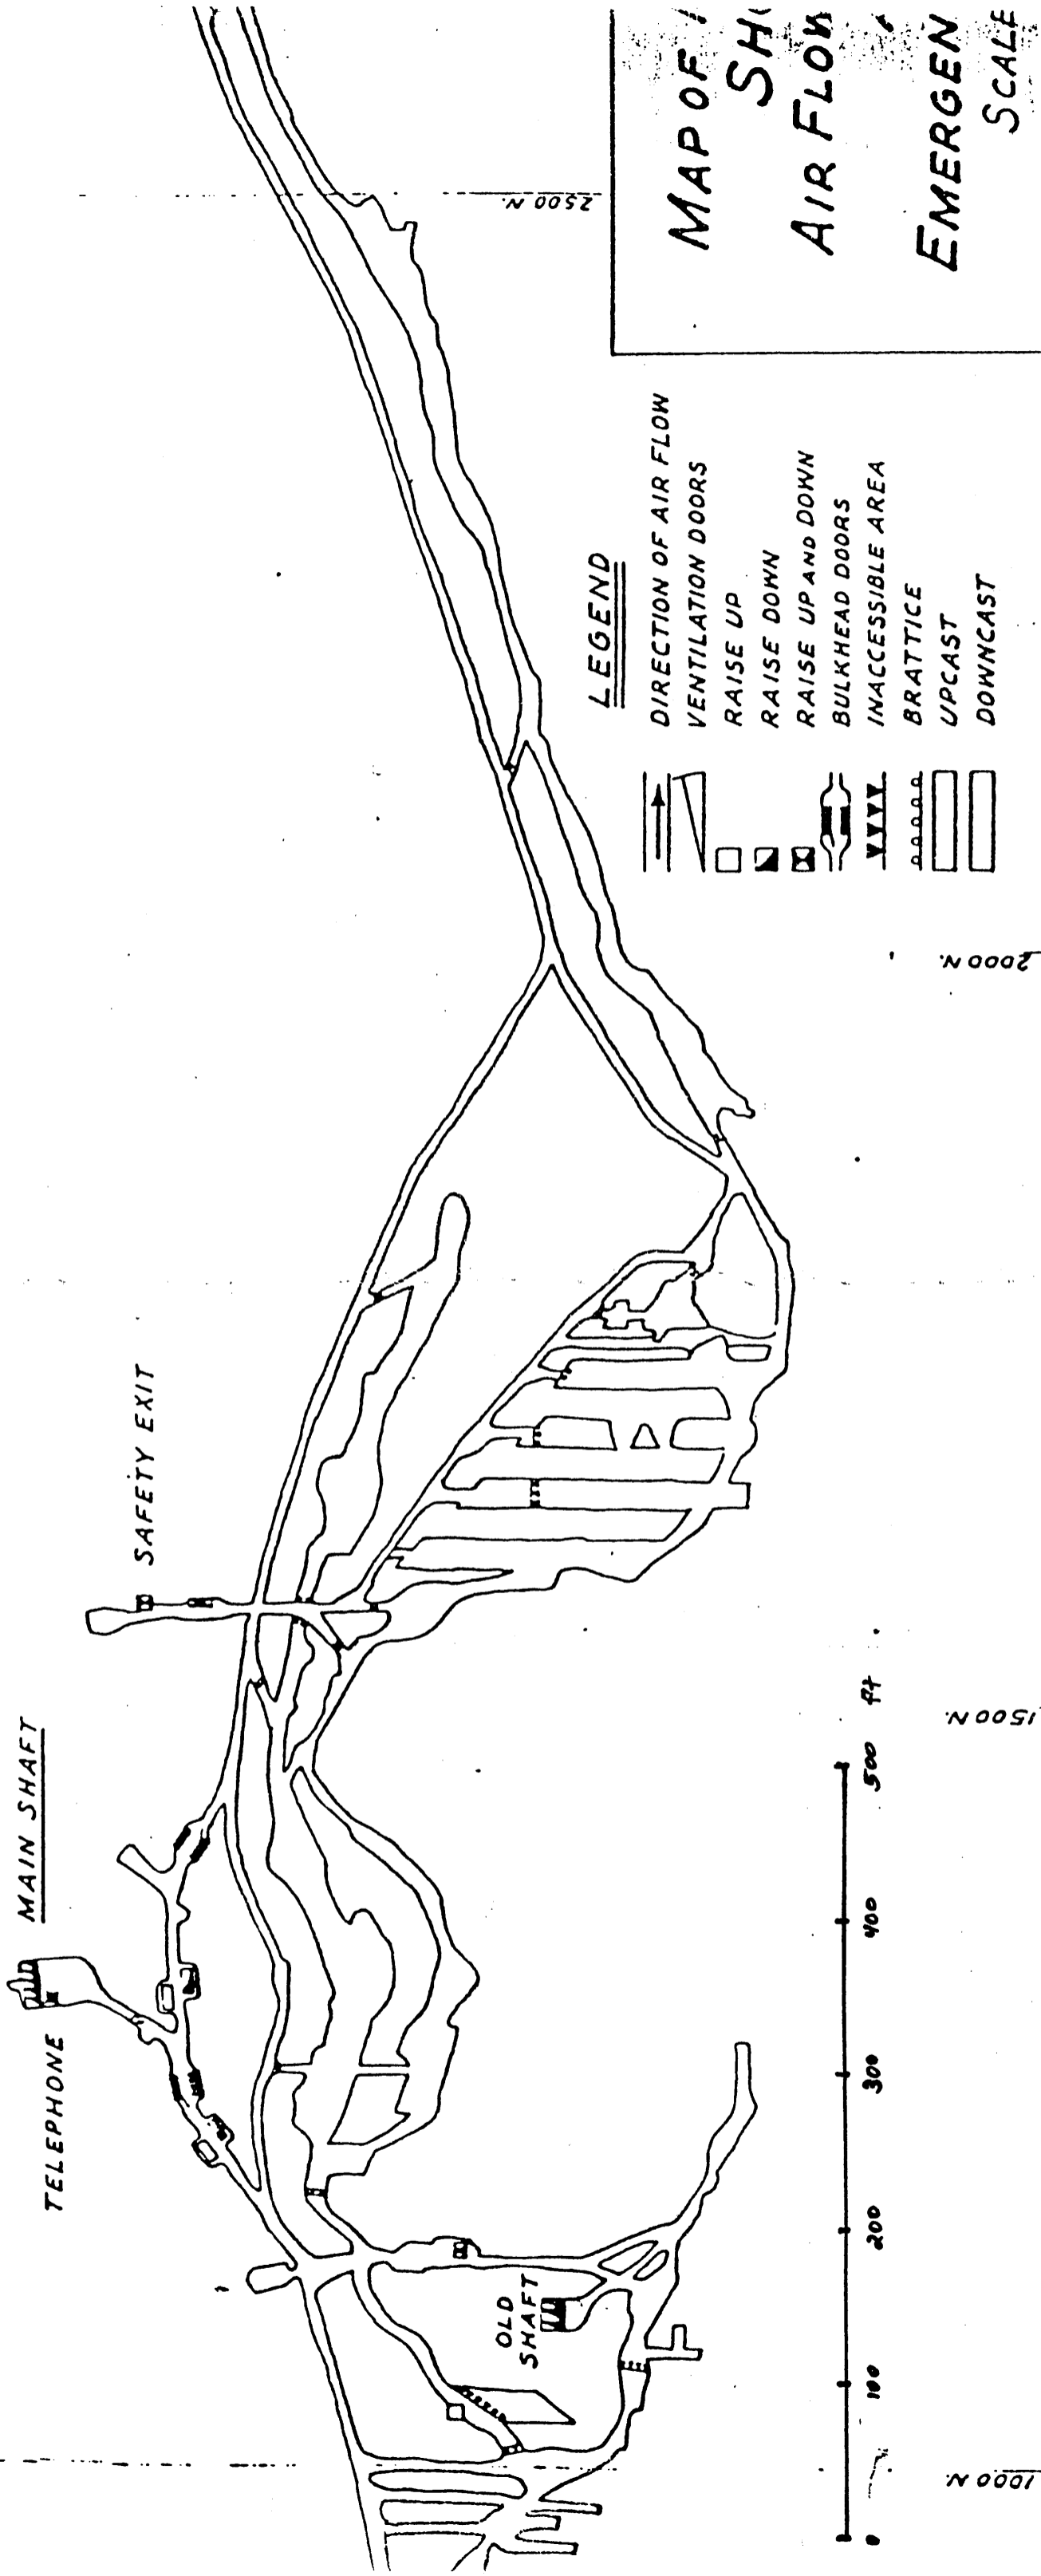 MAP OF
SH
AIR FLOW
EMERGEN
SCALE
2500 N.
LEGEND
DIRECTION OF AIR FLOW
VENTILATION DOORS
RAISE UP
RAISE DOWN
RAISE UP AND DOWN
BULKHEAD DOORS
INACCESSIBLE AREA
BRATTICE
UPCAST
DOWNCAST
2000 N.
SAFETY EXIT
MAIN SHAFT
TELEPHONE
OLD
SHAFT
0 100 200 300 400 500 ft
1500 N.
1000 N